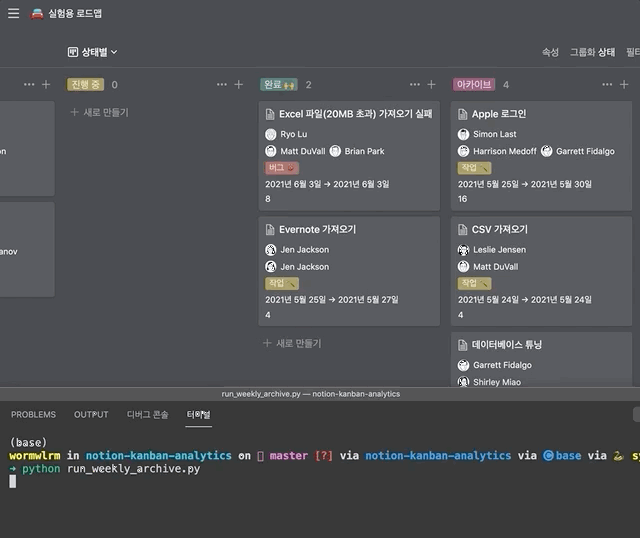 실험용 로드맵
상태별
속성 그룹화 상태 필터
진행 중 0
완료 🙌 2
아카이브 4
+ 새로 만들기
Excel 파일(20MB 초과) 가져오기 실패
Ryo Lu
Matt DuVall Brian Park
버그
2021년 6월 3일 → 2021년 6월 3일
8
Evernote 가져오기
Jen Jackson
Jen Jackson
작업 🔨
2021년 5월 25일 → 2021년 5월 27일
4
+ 새로 만들기
Apple 로그인
Simon Last
Harrison Medoff Garrett Fidalgo
작업 🔨
2021년 5월 25일 → 2021년 5월 30일
16
CSV 가져오기
Leslie Jensen
Matt DuVall
작업 🔨
2021년 5월 24일 → 2021년 5월 24일
4
데이터베이스 튜닝
Garrett Fidalgo
Shirley Miao
on
anov
run_weekly_archive.py — notion-kanban-analytics
PROBLEMS OUTPUT 디버그 콘솔 터미널
(base)
wormwlrm in notion-kanban-analytics on master [?] via notion-kanban-analytics via C base via 🐍 sy
➜ python run_weekly_archive.py